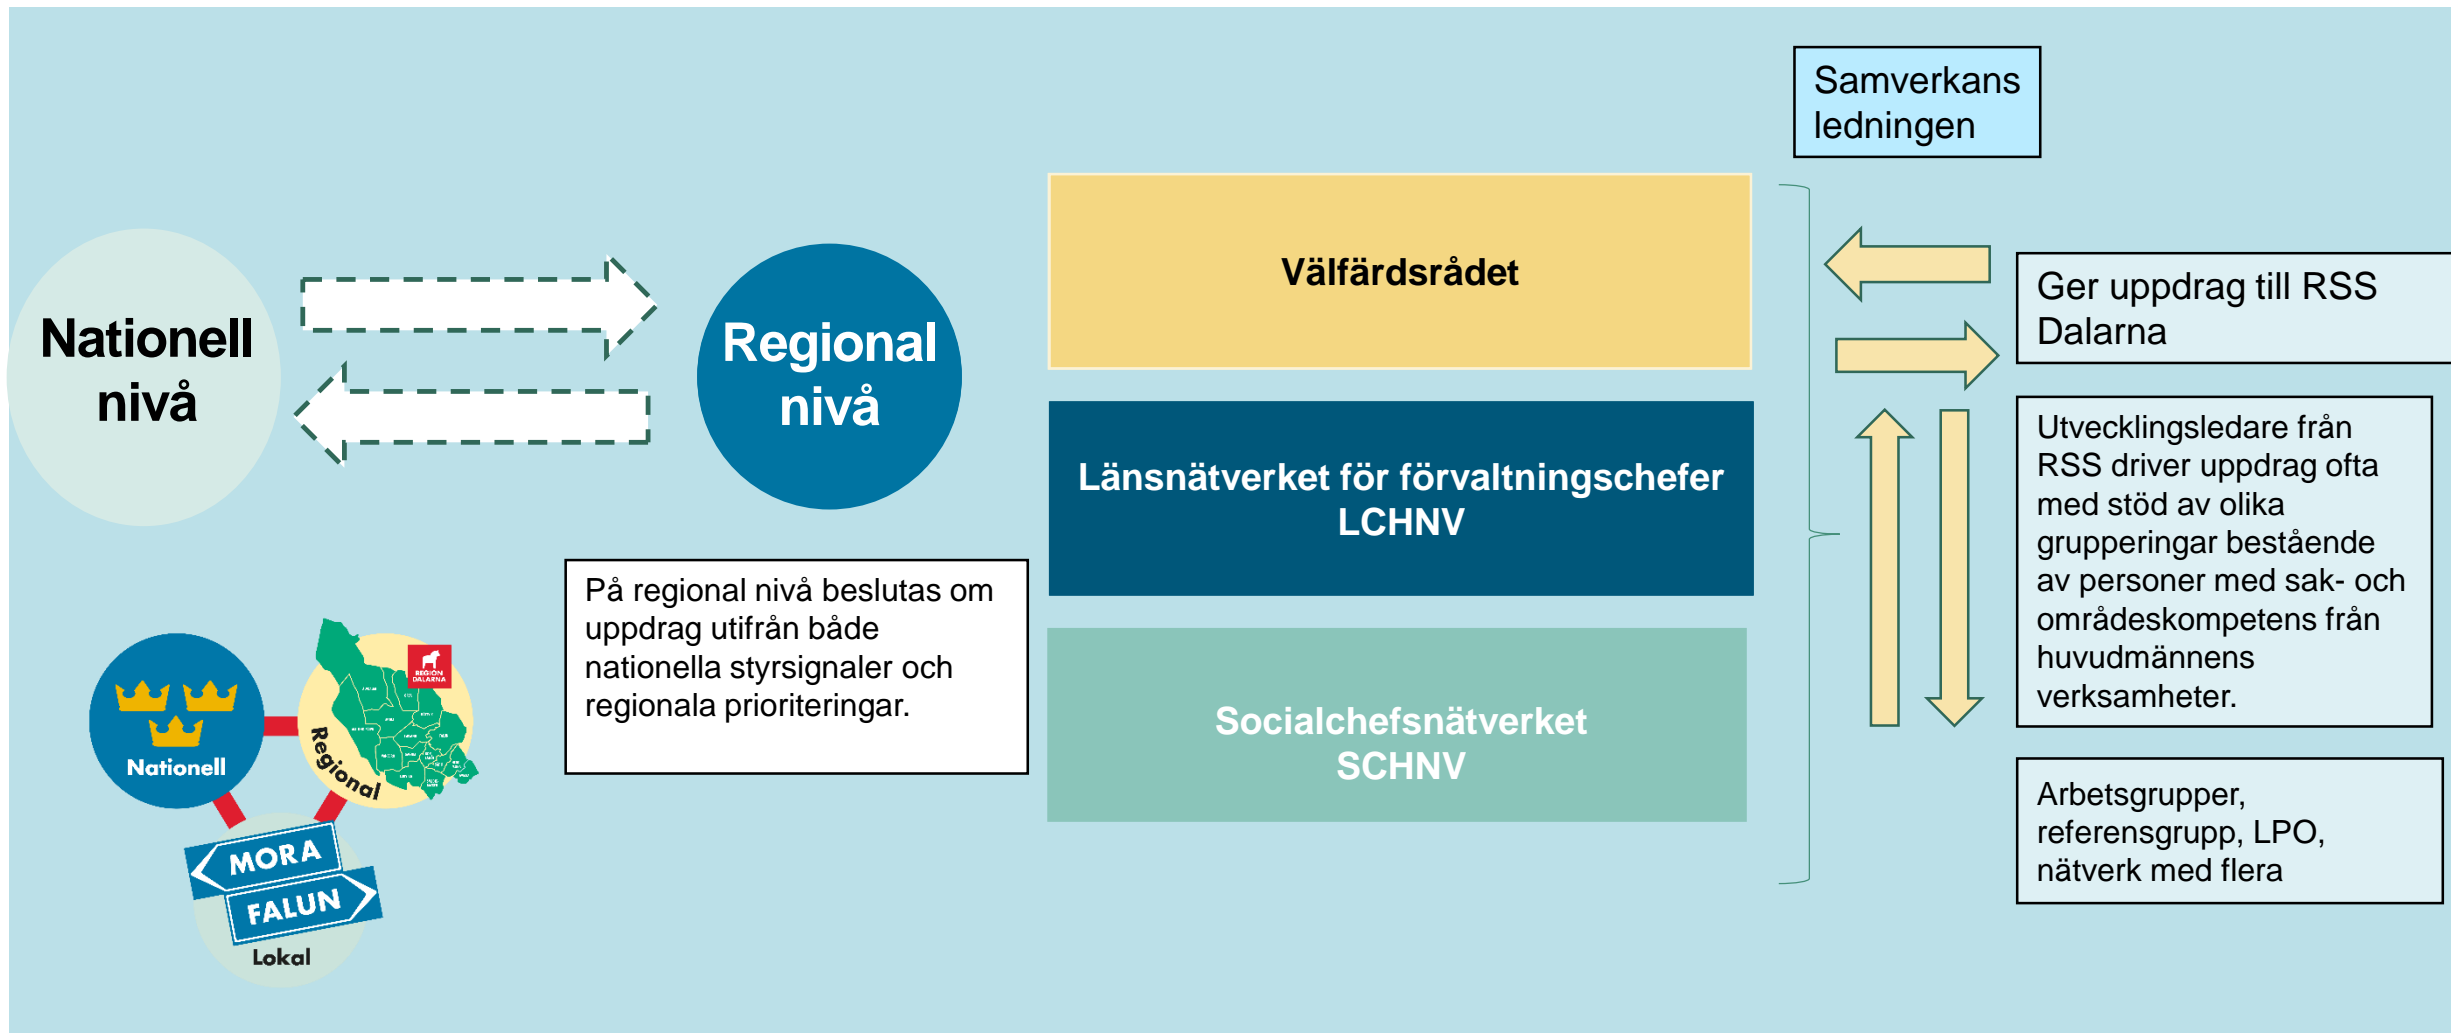 Samverkans
ledningen
Välfärdsrådet
Nationell
nivå
Regional
nivå
Ger uppdrag till RSS
Dalarna
Länsnätverket för förvaltningschefer
LCHNV
Utvecklingsledare från
RSS driver uppdrag ofta
med stöd av olika
grupperingar bestående
av personer med sak- och
områdeskompetens från
huvudmännens
verksamheter.
På regional nivå beslutas om
uppdrag utifrån både
nationella styrsignaler och
regionala prioriteringar.
Socialchefsnätverket
SCHNV
Arbetsgrupper,
referensgrupp, LPO,
nätverk med flera
REGION
DALARNA
Nationell
Regional
MORA
FALUN
Lokal